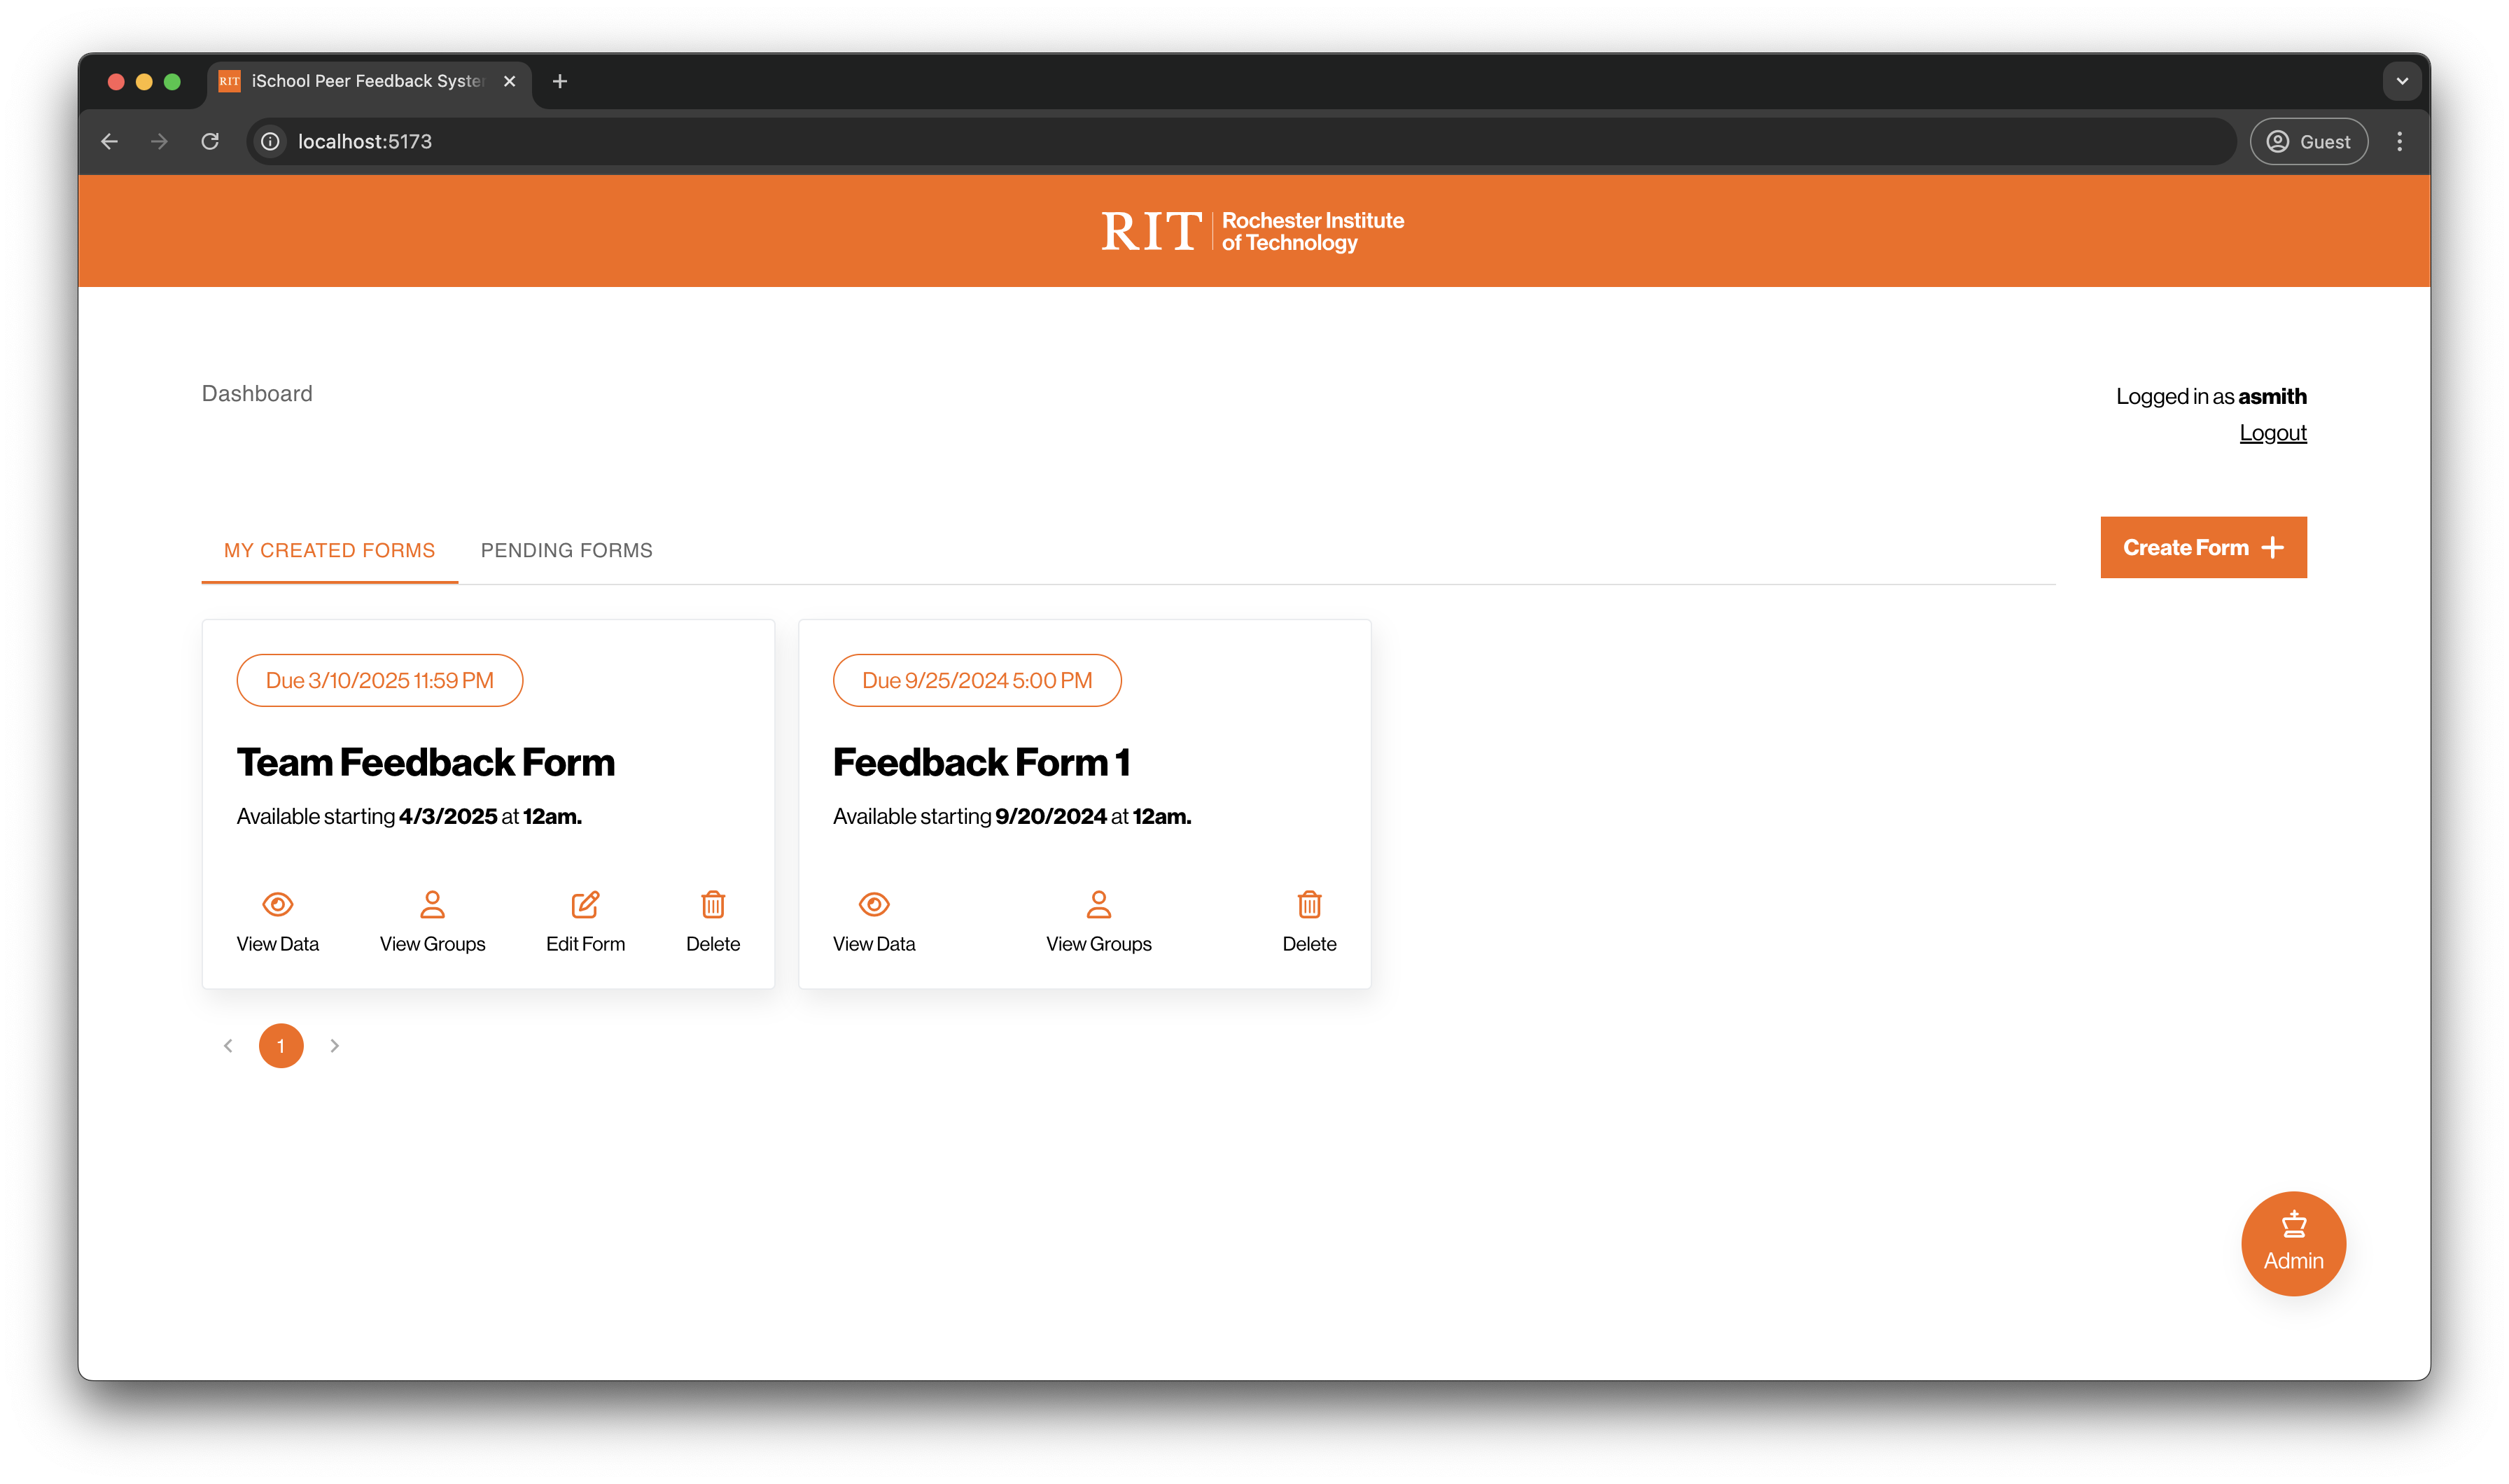 RIT iSchool Peer Feedback Syste
localhost:5173
Guest
RIT Rochester Institute
of Technology
Dashboard
Logged in as asmith
Logout
MY CREATED FORMS PENDING FORMS
Create Form
Due 3/10/2025 11:59 PM
Team Feedback Form
Available starting 4/3/2025 at 12am.
View Data View Groups Edit Form Delete
Due 9/25/2024 5:00 PM
Feedback Form 1
Available starting 9/20/2024 at 12am.
View Data View Groups Delete
1
Admin